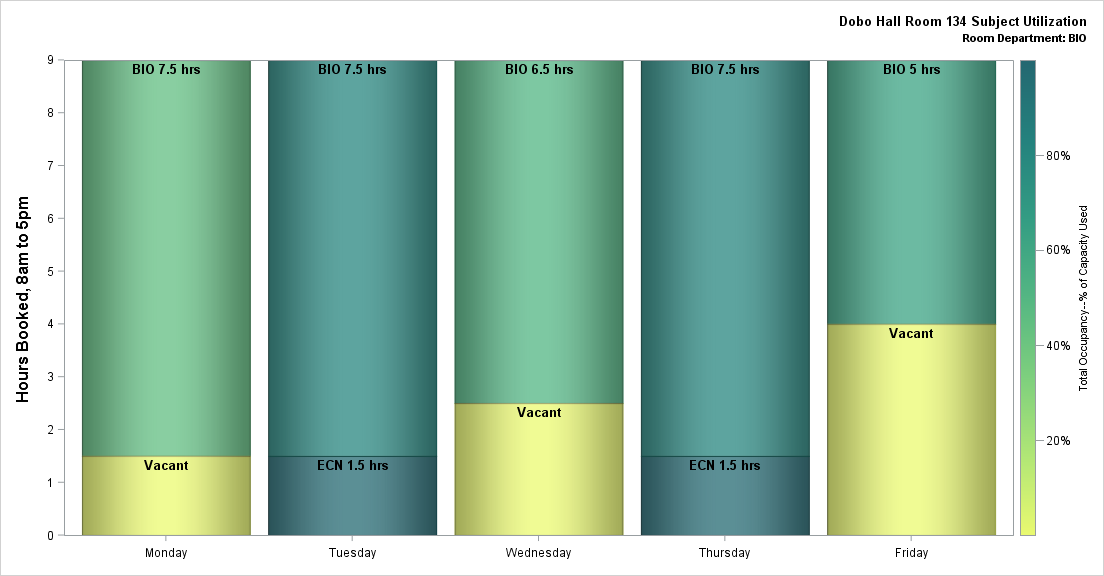 Dobo Hall Room 134 Subject Utilization
Room Department: BIO
Hours Booked, 8am to 5pm
9
8
7
6
5
4
3
2
1
0
BIO 7.5 hrs
Vacant
BIO 7.5 hrs
ECN 1.5 hrs
BIO 6.5 hrs
Vacant
BIO 7.5 hrs
ECN 1.5 hrs
BIO 5 hrs
Vacant
Monday
Tuesday
Wednesday
Thursday
Friday
80%
60%
40%
20%
Total Occupancy--% of Capacity Used